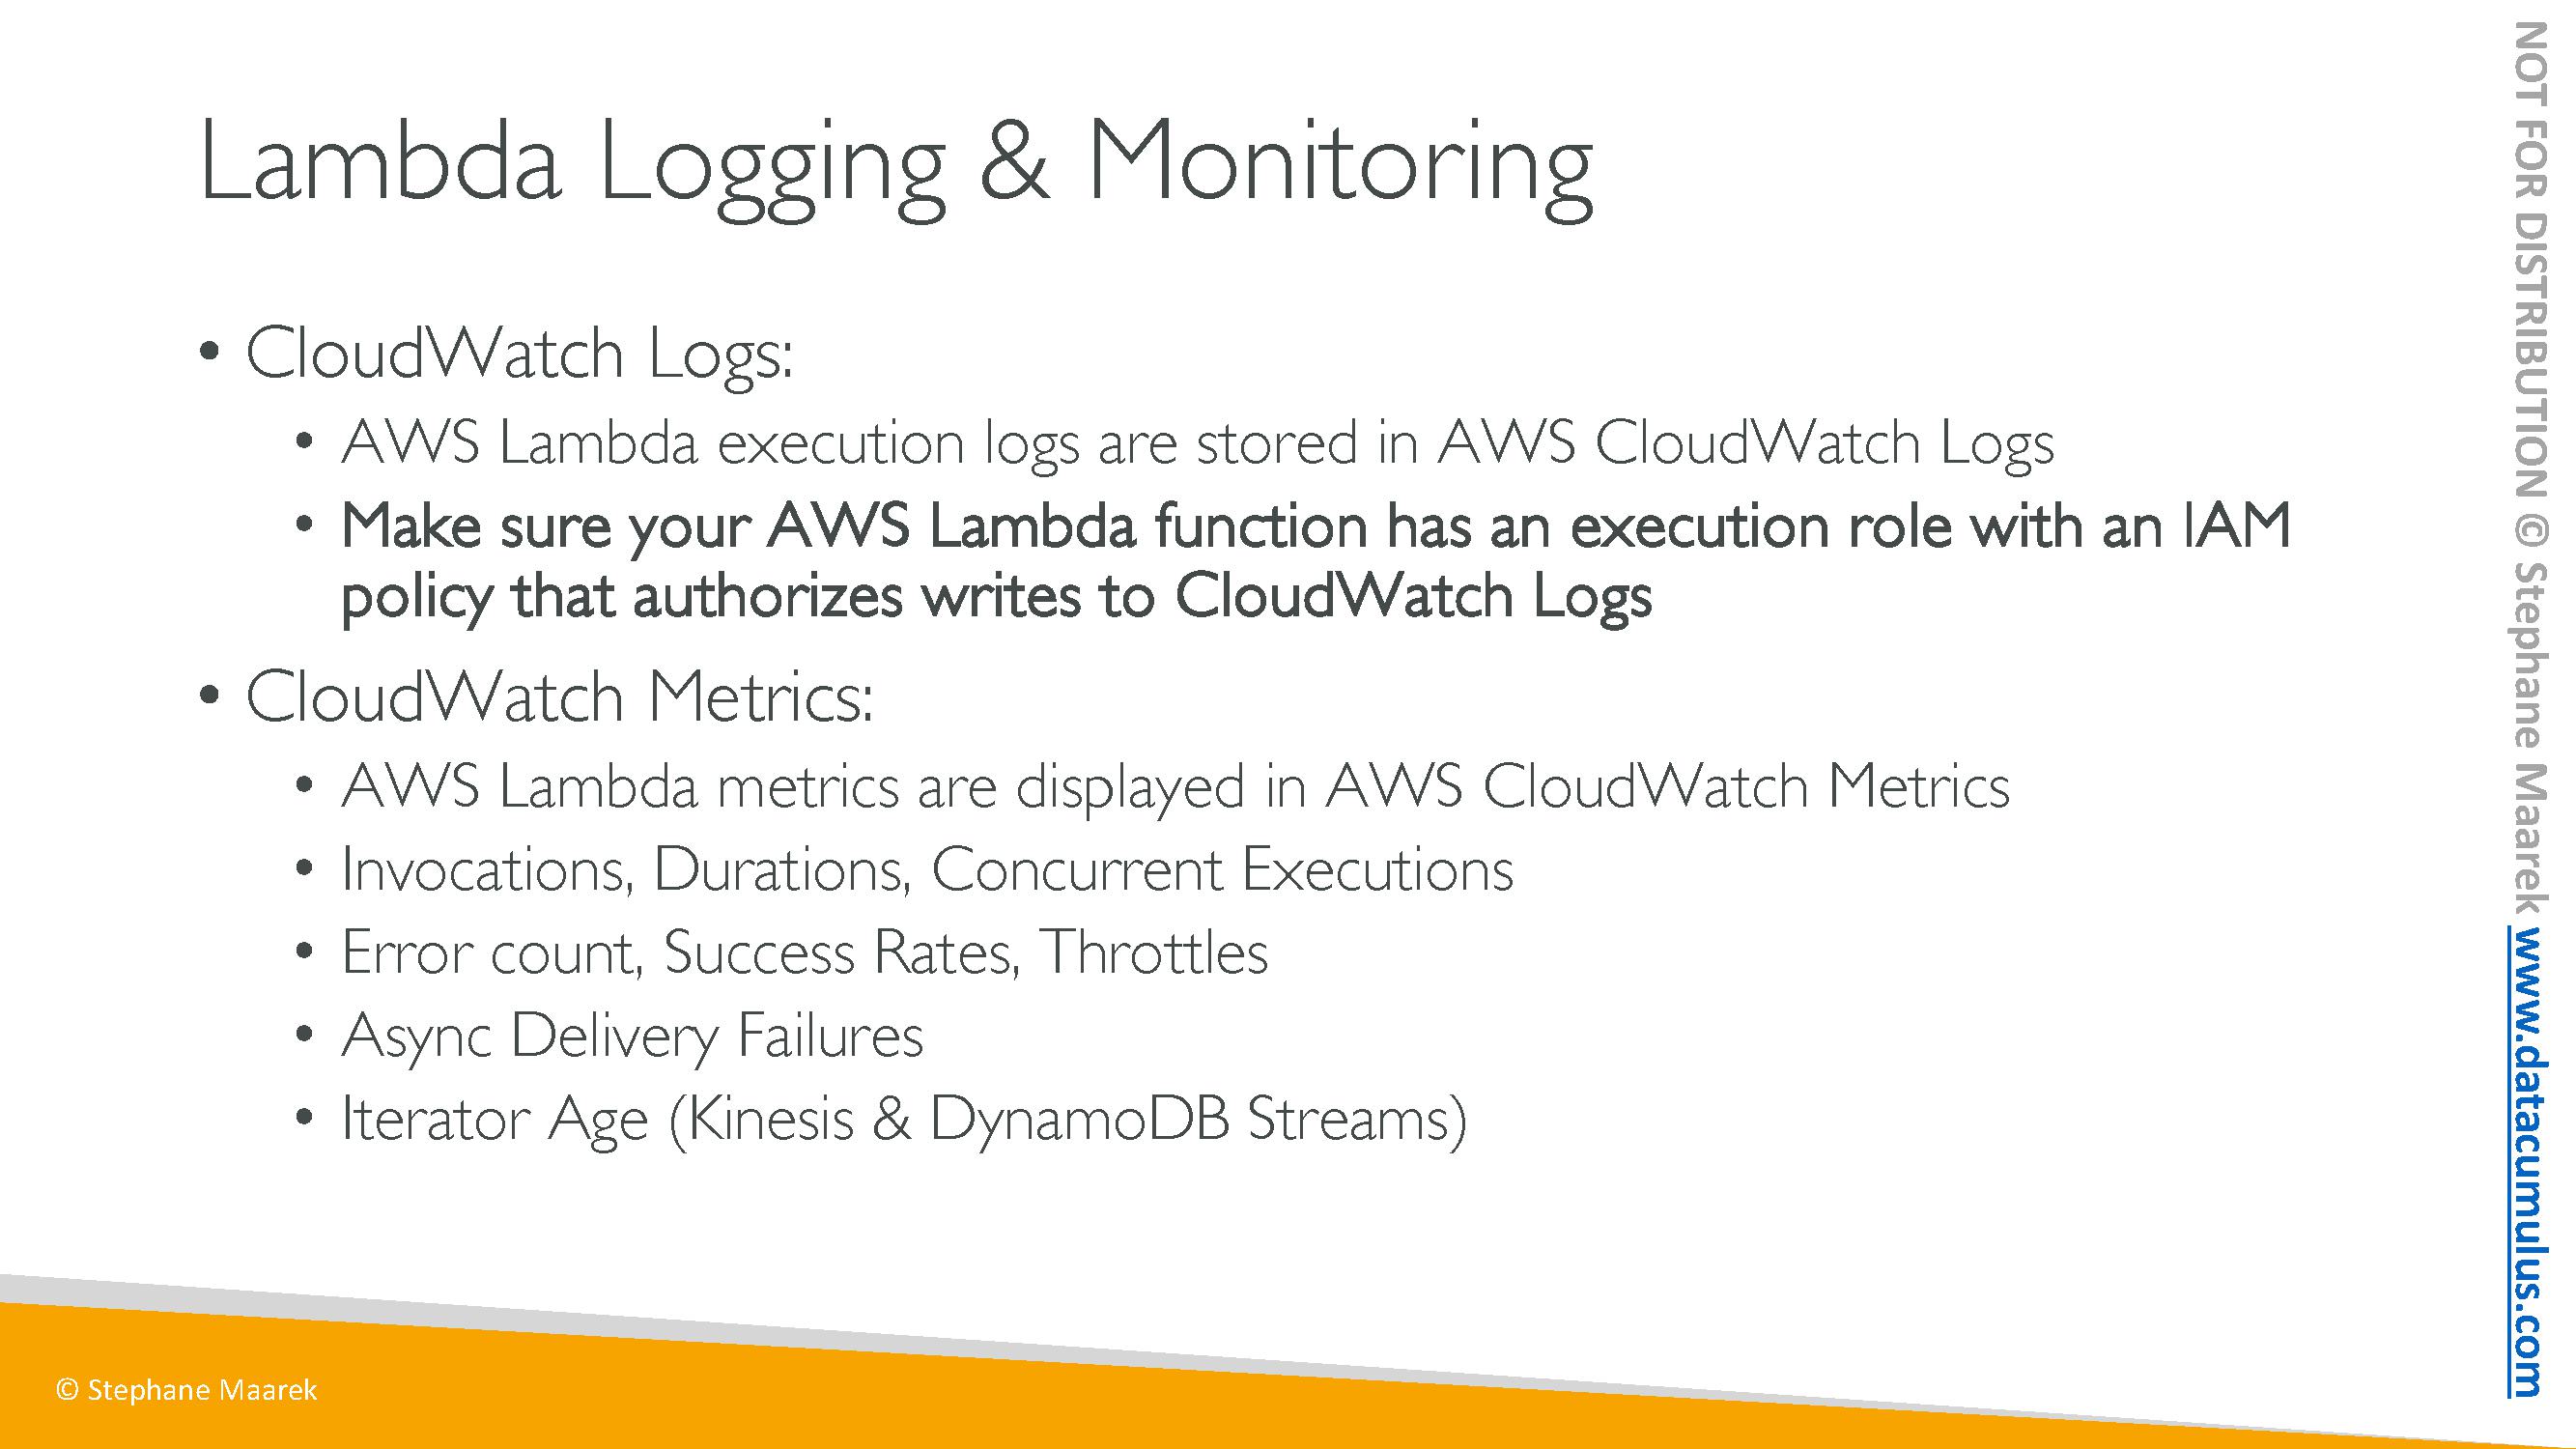 Lambda Logging & Monitoring
• CloudWatch Logs:
• AWS Lambda execution logs are stored in AWS CloudWatch Logs
• Make sure your AWS Lambda function has an execution role with an IAM
policy that authorizes writes to CloudWatch Logs
• CloudWatch Metrics:
• AWS Lambda metrics are displayed in AWS CloudWatch Metrics
• Invocations, Durations, Concurrent Executions
• Error count, Success Rates, Throttles
• Async Delivery Failures
• Iterator Age (Kinesis & DynamoDB Streams)
© Stephane Maarek
NOT FOR DISTRIBUTION © Stephane Maarek www.datacumulus.com